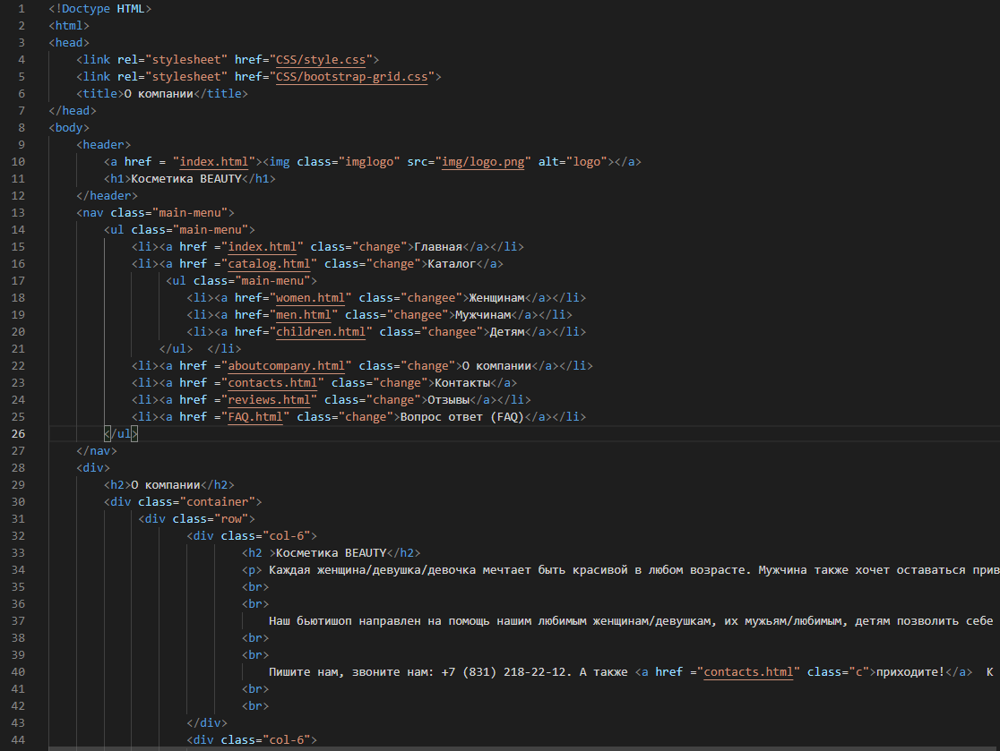 1 <!Doctype HTML>
2 <html>
3 <head>
4 <link rel="stylesheet" href="CSS/style.css">
5 <link rel="stylesheet" href="CSS/bootstrap-grid.css">
6 <title>О компании</title>
7 </head>
8 <body>
9 <header>
10 <a href = "index.html"><img class="imglogo" src="img/logo.png" alt="logo"></a>
11 <h1>Косметика BEAUTY</h1>
12 </header>
13 <nav class="main-menu">
14 <ul class="main-menu">
15 <li><a href ="index.html" class="change">Главная</a></li>
16 <li><a href ="catalog.html" class="change">Каталог</a>
17 <ul class="main-menu">
18 <li><a href="women.html" class="changee">Женщинам</a></li>
19 <li><a href="men.html" class="changee">Мужчинам</a></li>
20 <li><a href="children.html" class="changee">Детям</a></li>
21 </ul>  </li>
22 <li><a href ="aboutcompany.html" class="change">О компании</a></li>
23 <li><a href ="contacts.html" class="change">Контакты</a>
24 <li><a href ="reviews.html" class="change">Отзывы</a></li>
25 <li><a href ="FAQ.html" class="change">Вопрос ответ (FAQ)</a></li>
26 </ul>
27 </nav>
28 <div>
29 <h2>О компании</h2>
30 <div class="container">
31 <div class="row">
32 <div class="col-6">
33 <h2 >Косметика BEAUTY</h2>
34 <p> Каждая женщина/девушка/девочка мечтает быть красивой в любом возрасте. Мужчина также хочет оставаться прив
35 <br>
36 <br>
37 Наш бьютишоп направлен на помощь нашим любимым женщинам/девушкам, их мужьям/любимым, детям позволить себе
38 <br>
39 <br>
40 Пишите нам, звоните нам: +7 (831) 218-22-12. А также <a href ="contacts.html" class="c">приходите!</a>  К
41 <br>
42 <br>
43 </div>
44 <div class="col-6">